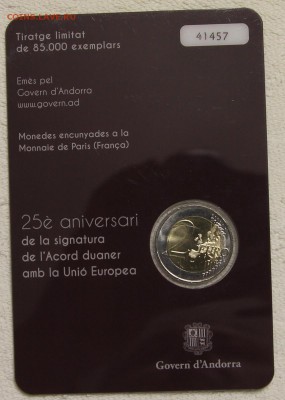 Tiratge limitat
de 85.000 exemplars
41457
Emès pel
Govern d'Andorra
www.govern.ad
Monedes encunyades a la
Monnaie de París (França)
25è aniversari
de la signatura
de l'Acord duaner
amb la Unió Europea
Govern d'Andorra